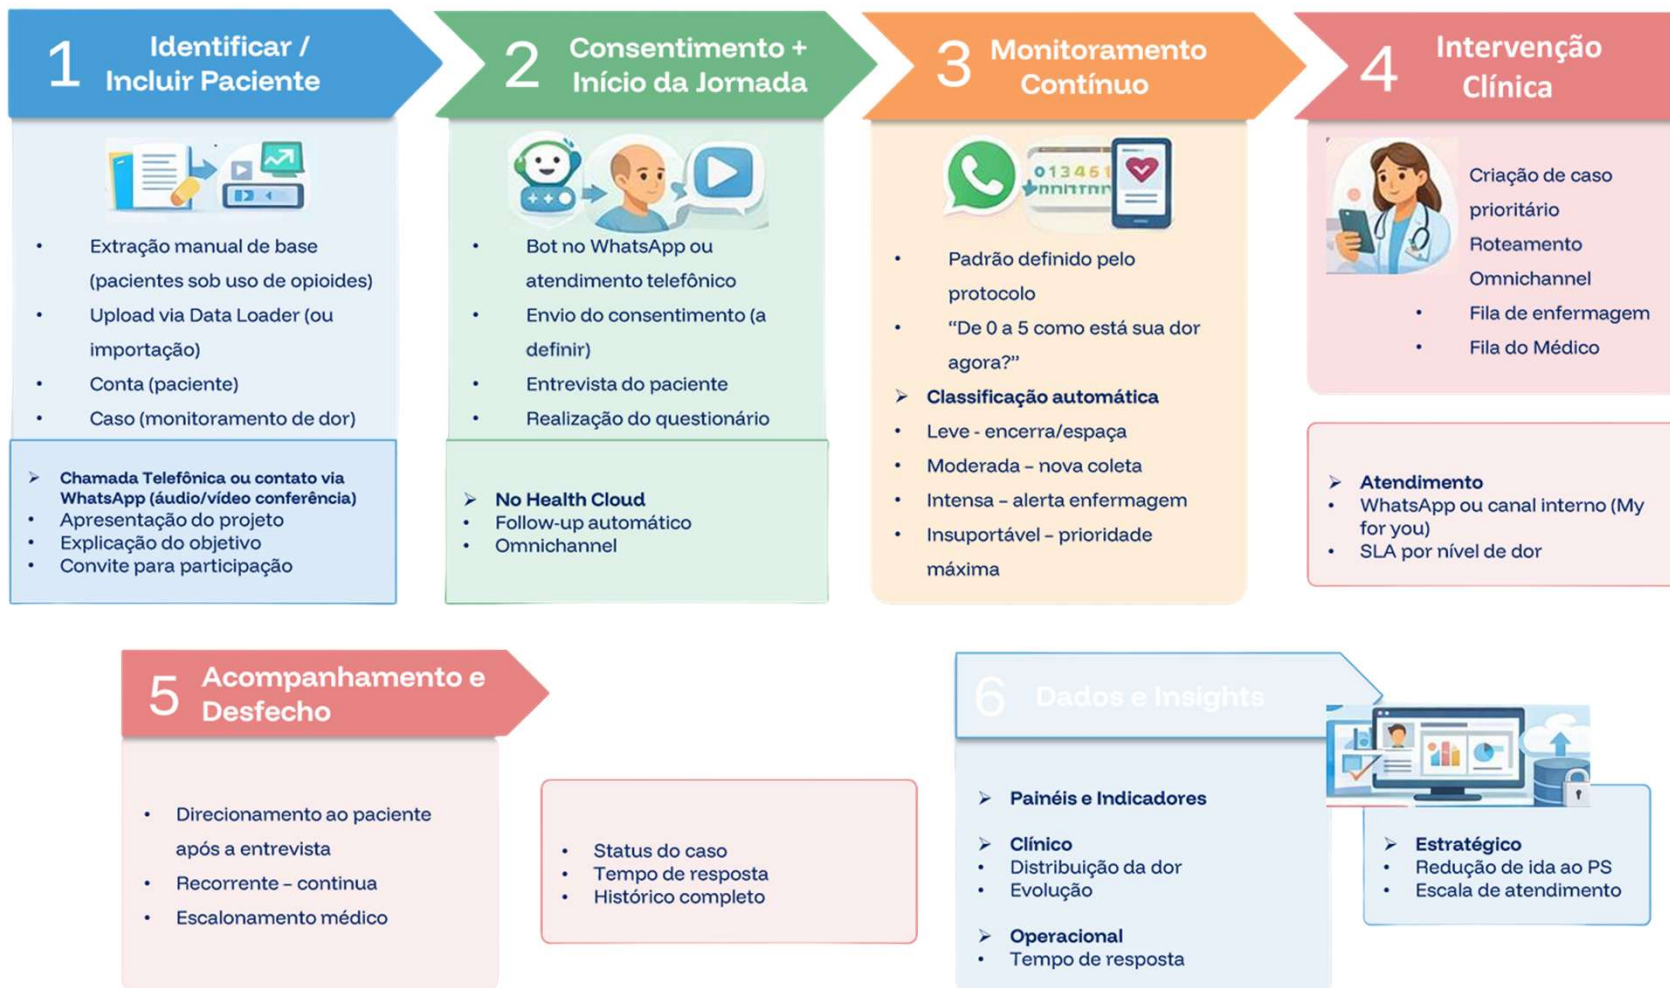 1 Identificar /
Incluir Paciente
• Extração manual de base
(pacientes sob uso de opioides)
• Upload via Data Loader (ou
importação)
• Conta (paciente)
• Caso (monitoramento de dor)
➢ Chamada Telefônica ou contato via
WhatsApp (áudio/vídeo conferência)
• Apresentação do projeto
• Explicação do objetivo
• Convite para participação
2 Consentimento +
Início da Jornada
• Bot no WhatsApp ou
atendimento telefônico
• Envio do consentimento (a
definir)
• Entrevista do paciente
• Realização do questionário
➢ No Health Cloud
• Follow-up automático
• Omnichannel
3 Monitoramento
Contínuo
013461
• Padrão definido pelo
protocolo
• “De 0 a 5 como está sua dor
agora?”
➢ Classificação automática
• Leve - encerra/espaça
• Moderada – nova coleta
• Intensa – alerta enfermagem
• Insuportável – prioridade
máxima
4 Intervenção
Clínica
Criação de caso
prioritário
Roteamento
Omnichannel
• Fila de enfermagem
• Fila do Médico
➢ Atendimento
• WhatsApp ou canal interno (My
for you)
• SLA por nível de dor
5 Acompanhamento e
Desfecho
• Direcionamento ao paciente
após a entrevista
• Recorrente – continua
• Escalonamento médico
• Status do caso
• Tempo de resposta
• Histórico completo
6 Dados e Insights
➢ Painéis e Indicadores
➢ Clínico
• Distribuição da dor
• Evolução
➢ Operacional
• Tempo de resposta
➢ Estratégico
• Redução de ida ao PS
• Escala de atendimento